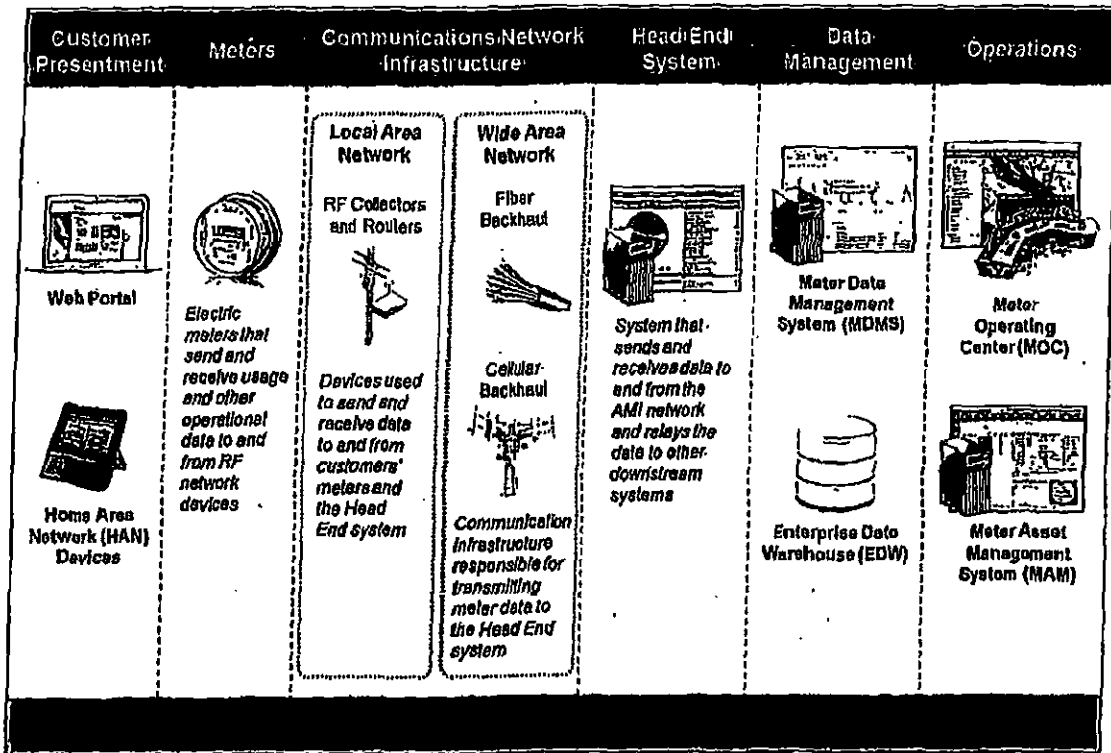 Customer
Presentment
Meters
Communications Network
Infrastructure
Head End
System
Data
Management
Operations
Web Portal
Home Area
Network (HAN)
Devices
Electric
meters that
send and
receive usage
and other
operational
data to and
from RF
network
devices
Local Area
Network
RF Collectors
and Routers
Devices used
to send and
receive data
to and from
customers'
meters and
the Head
End system
Wide Area
Network
Fiber
Backhaul
Cellular
Backhaul
Communication
infrastructure
responsible for
transmitting
meter data to
the Head End
system
System that
sends and
receives data to
and from the
AMI network
and relays the
data to other
downstream
systems
Meter Data
Management
System (MDMS)
Enterprise Data
Warehouse (EDW)
Meter
Operating
Center (MOC)
Meter Asset
Management
System (MAM)